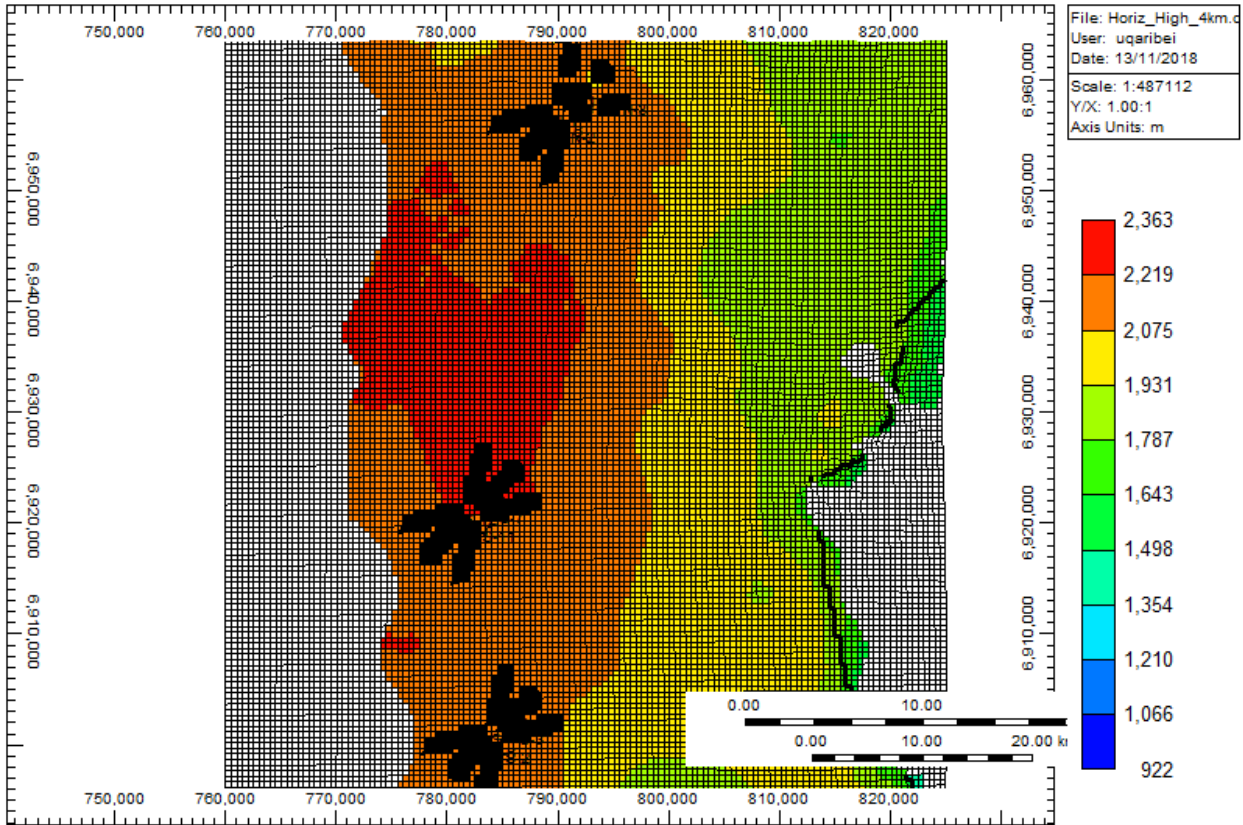 File: Horiz_High_4km.c
User: uqaribei
Date: 13/11/2018
Scale: 1:487112
Y/X: 1.00:1
Axis Units: m
750,000 760,000 770,000 780,000 790,000 800,000 810,000 820,000
6,950,000
6,940,000
6,930,000
6,920,000
6,910,000
6,960,000
6,950,000
6,940,000
6,930,000
6,920,000
6,910,000
2,363
2,219
2,075
1,931
1,787
1,643
1,498
1,354
1,210
1,066
922
0.00 10.00
0.00 10.00 20.00 kr
750,000 760,000 770,000 780,000 790,000 800,000 810,000 820,000